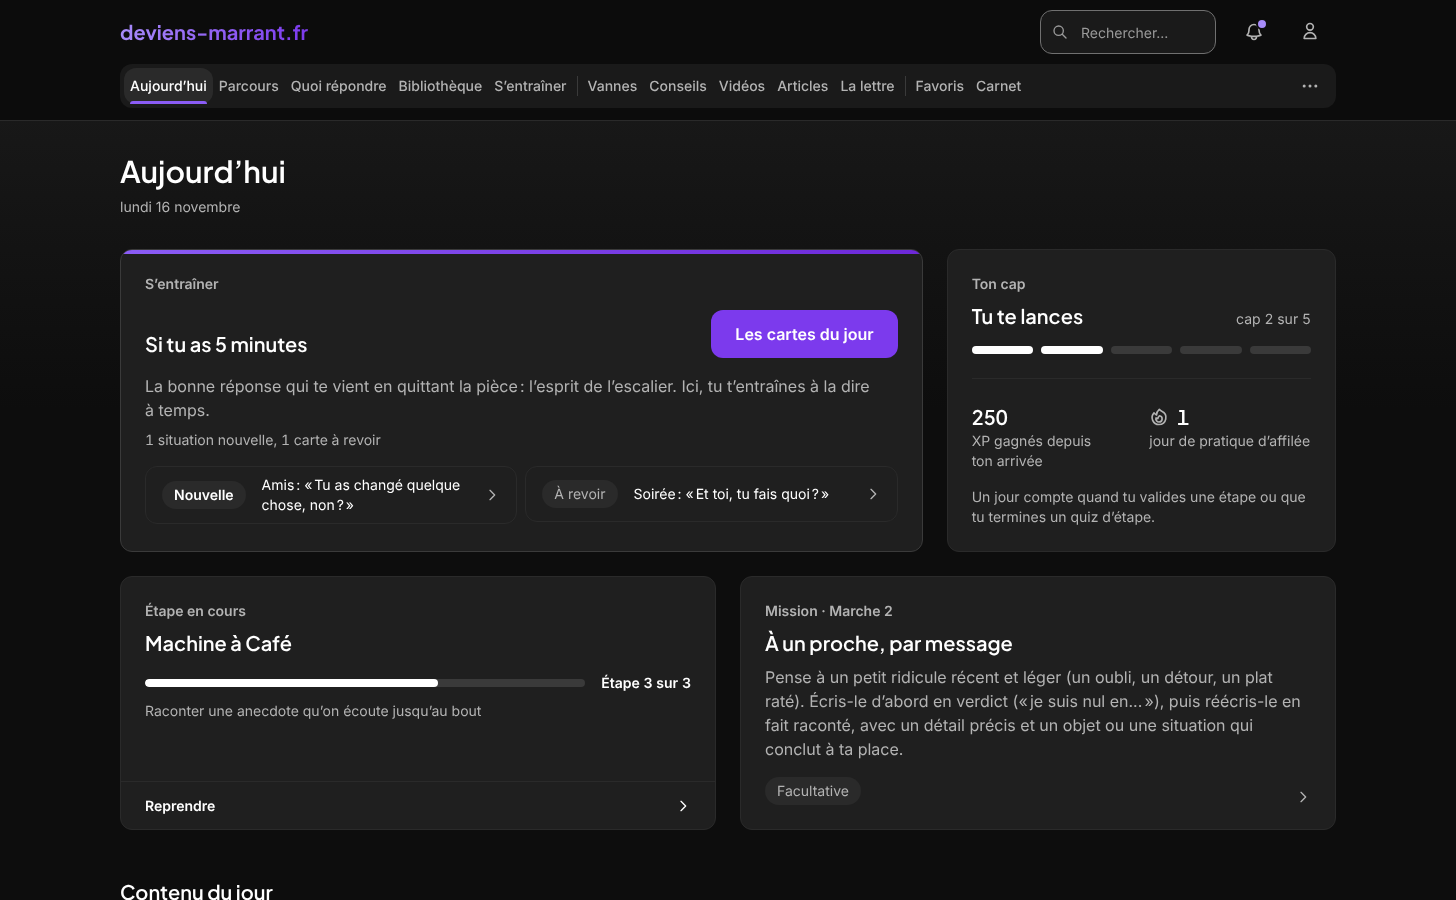 deviens-marrant.fr
Rechercher...
Aujourd’hui Parcours Quoi répondre Bibliothèque S’entraîner Vannes Conseils Vidéos Articles La lettre Favoris Carnet
Aujourd’hui
lundi 16 novembre
S’entraîner
Si tu as 5 minutes
Les cartes du jour
La bonne réponse qui te vient en quittant la pièce : l’esprit de l’escalier. Ici, tu t’entraînes à la dire
à temps.
1 situation nouvelle, 1 carte à revoir
Nouvelle
Amis : « Tu as changé quelque
chose, non ? »
À revoir
Soirée : « Et toi, tu fais quoi ? »
Ton cap
Tu te lances
cap 2 sur 5
250
XP gagnés depuis
ton arrivée
1
jour de pratique d’affilée
Un jour compte quand tu valides une étape ou que
tu termines un quiz d’étape.
Étape en cours
Machine à Café
Étape 3 sur 3
Raconter une anecdote qu’on écoute jusqu’au bout
Reprendre
Mission · Marche 2
À un proche, par message
Pense à un petit ridicule récent et léger (un oubli, un détour, un plat
raté). Écris-le d’abord en verdict (« je suis nul en… »), puis réécris-le en
fait raconté, avec un détail précis et un objet ou une situation qui
conclut à ta place.
Facultative
Contenu du jour